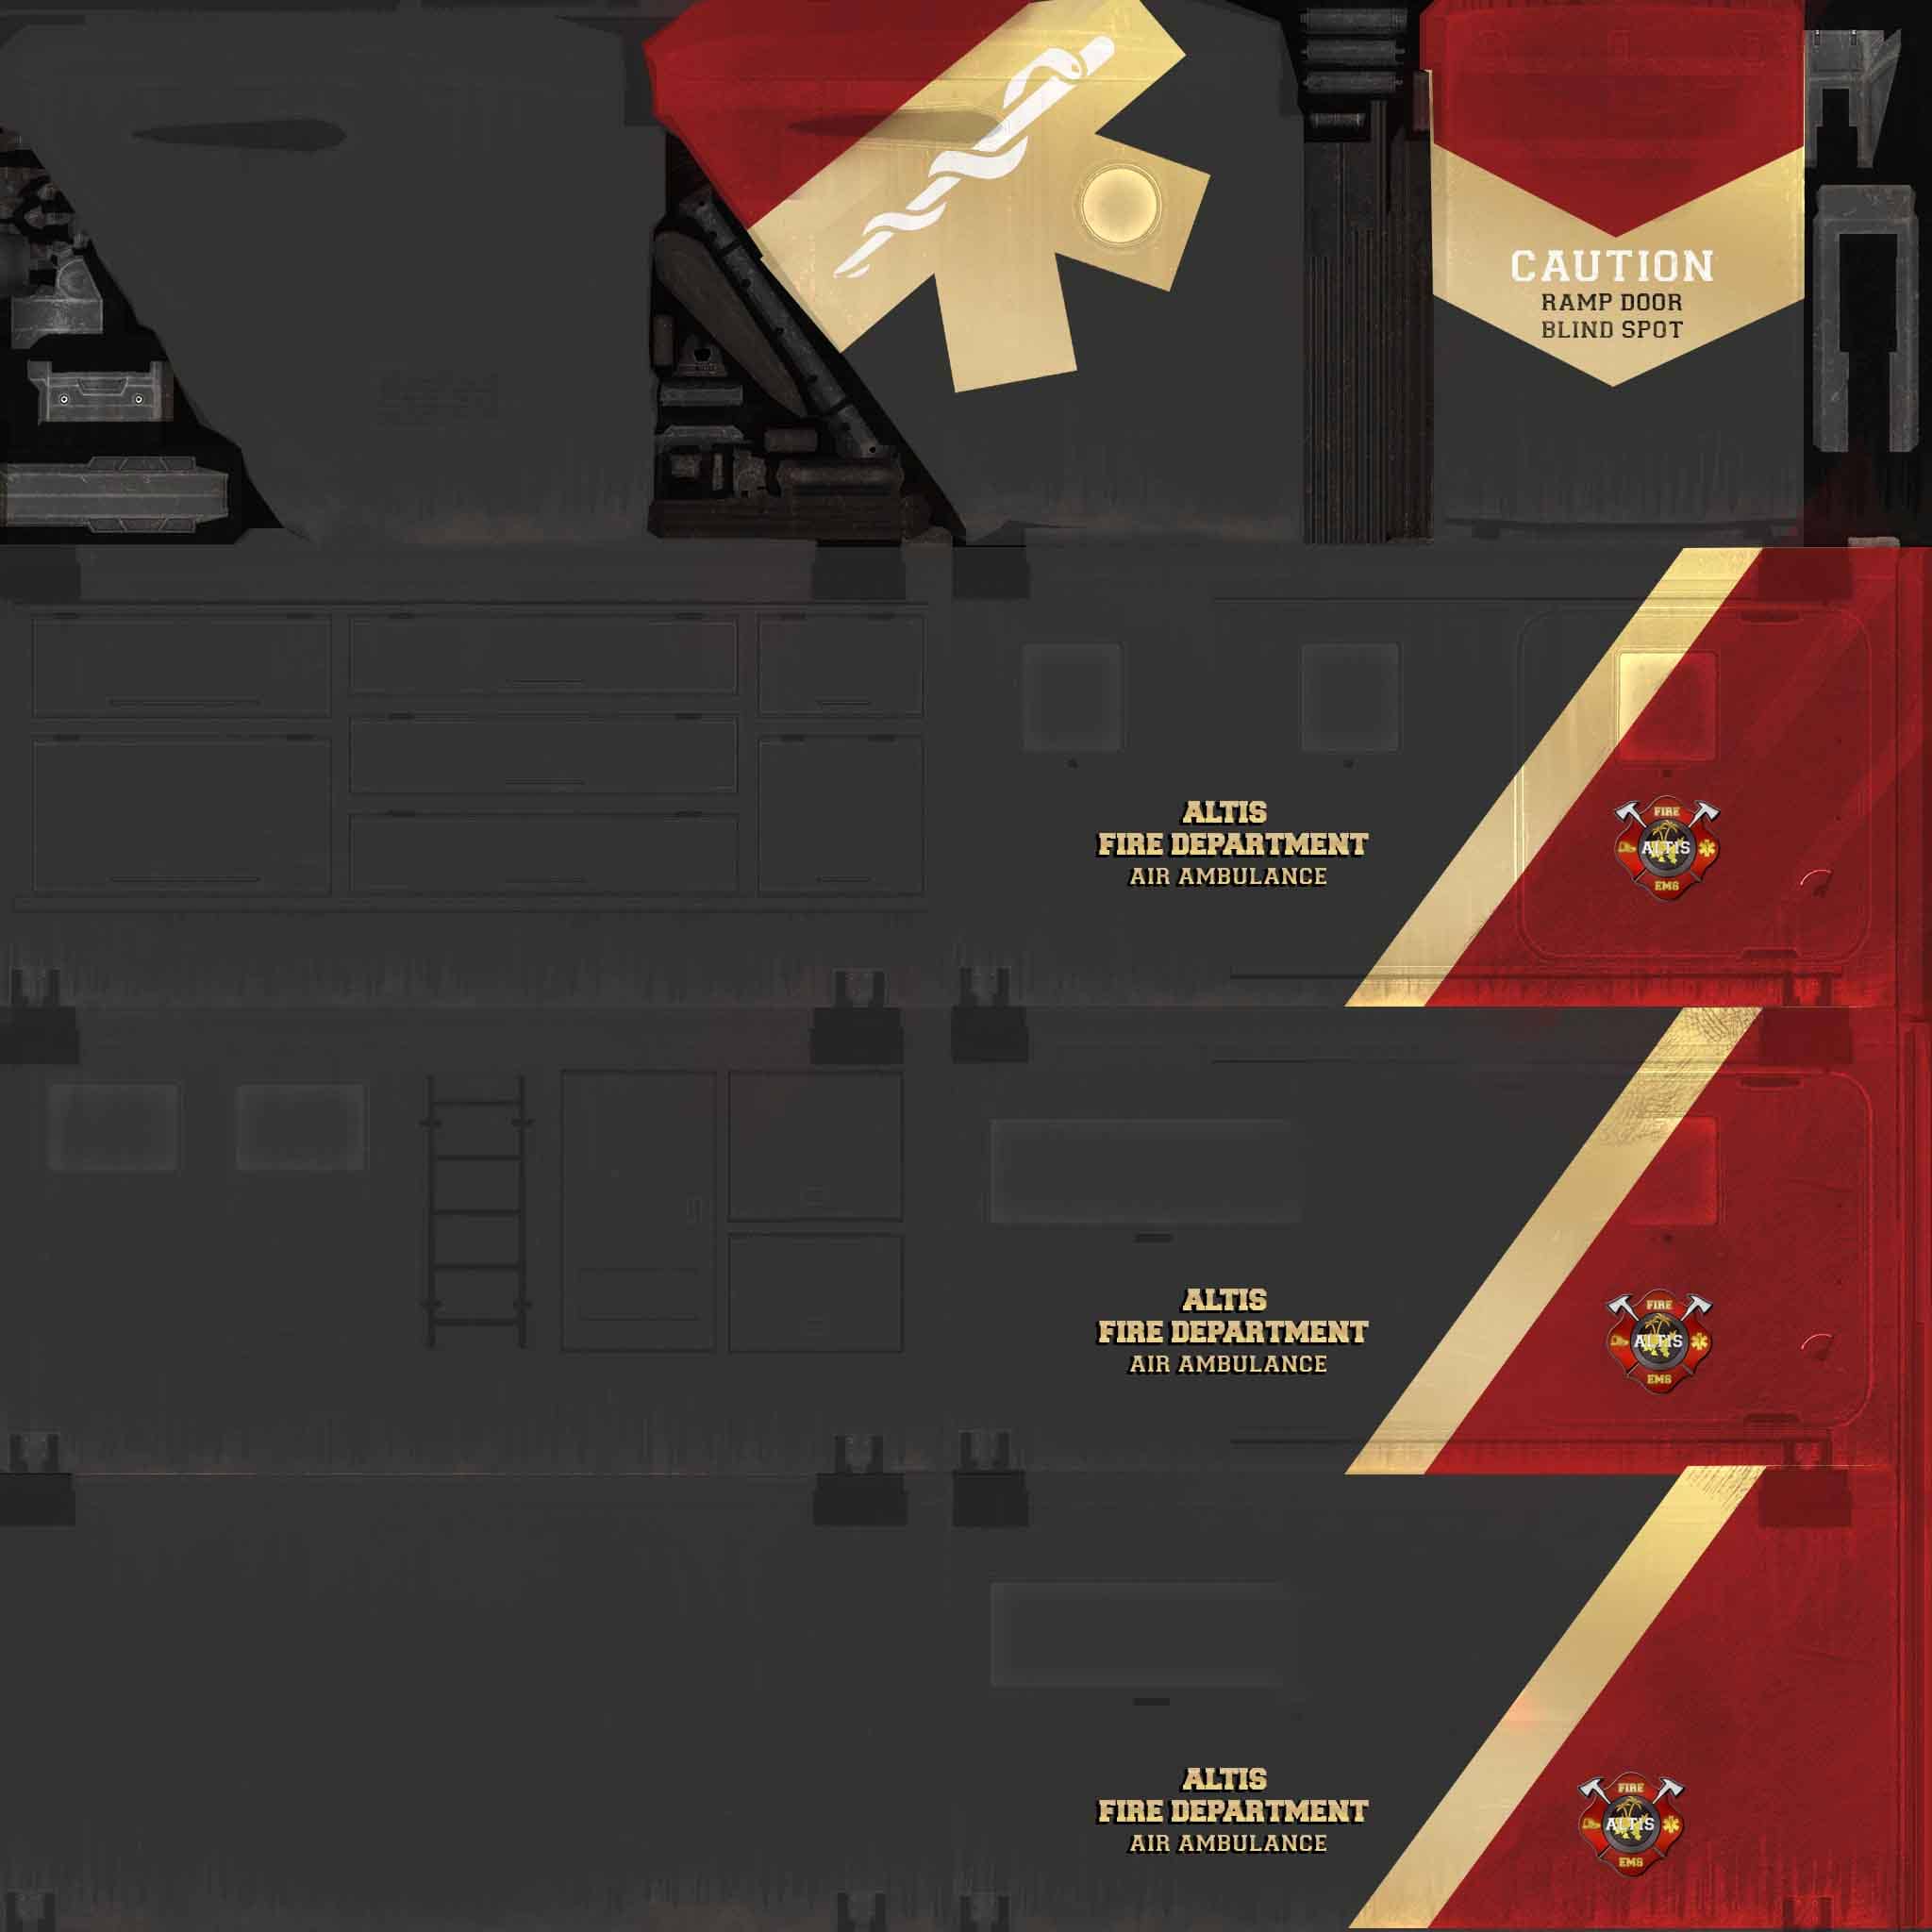 CAUTION
RAMP DOOR
BLIND SPOT
ALTIS
FIRE DEPARTMENT
AIR AMBULANCE
FIRE
ALTIS
EMS
ALTIS
FIRE DEPARTMENT
AIR AMBULANCE
FIRE
ALTIS
EMS
ALTIS
FIRE DEPARTMENT
AIR AMBULANCE
FIRE
ALTIS
EMS